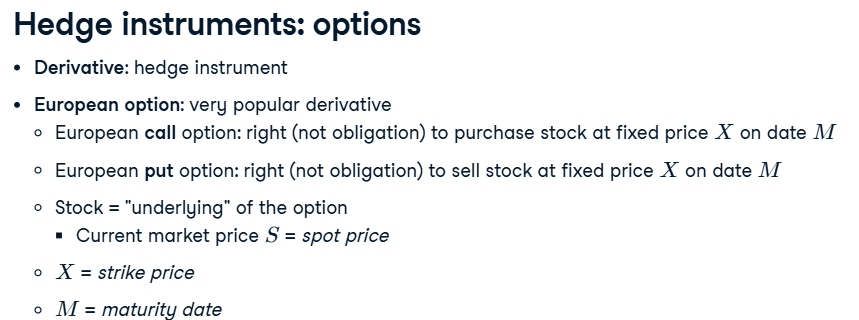 Hedge instruments: options
• Derivative: hedge instrument
• European option: very popular derivative
◦ European call option: right (not obligation) to purchase stock at fixed price X on date M
◦ European put option: right (not obligation) to sell stock at fixed price X on date M
◦ Stock = "underlying" of the option
▪ Current market price S = spot price
◦ X = strike price
◦ M = maturity date